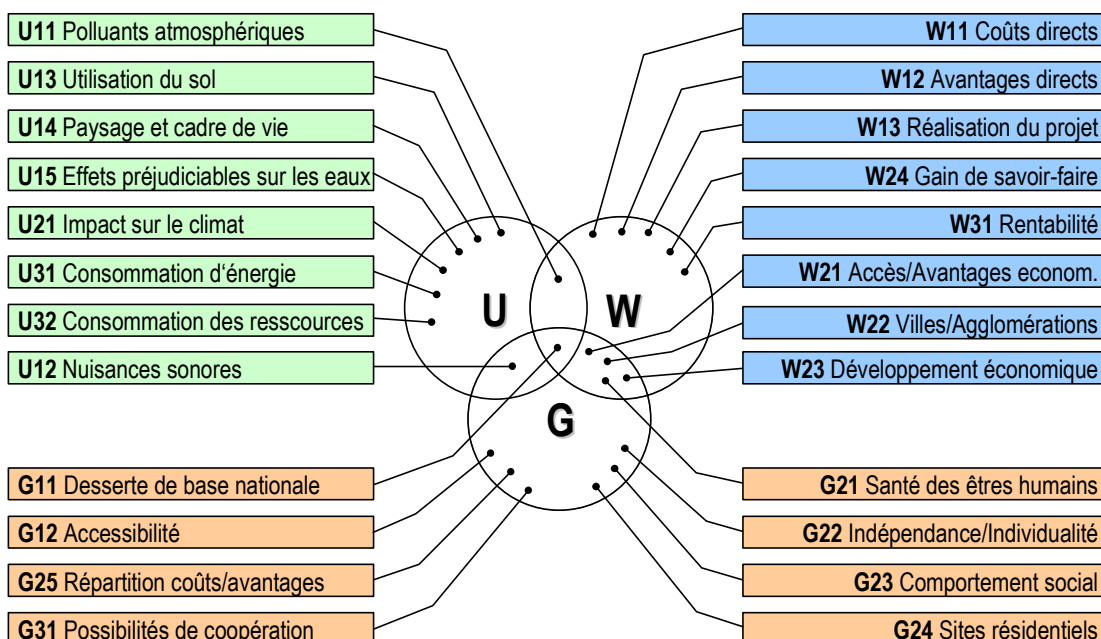 U11 Polluants atmosphériques
U13 Utilisation du sol
U14 Paysage et cadre de vie
U15 Effets préjudiciables sur les eaux
U21 Impact sur le climat
U31 Consommation d‘énergie
U32 Consommation des resscources
U12 Nuisances sonores
W11 Coûts directs
W12 Avantages directs
W13 Réalisation du projet
W24 Gain de savoir-faire
W31 Rentabilité
W21 Accès/Avantages econom.
W22 Villes/Agglomérations
W23 Développement économique
U
W
G
G11 Desserte de base nationale
G12 Accessibilité
G25 Répartition coûts/avantages
G31 Possibilités de coopération
G21 Santé des êtres humains
G22 Indépendance/Individualité
G23 Comportement social
G24 Sites résidentiels